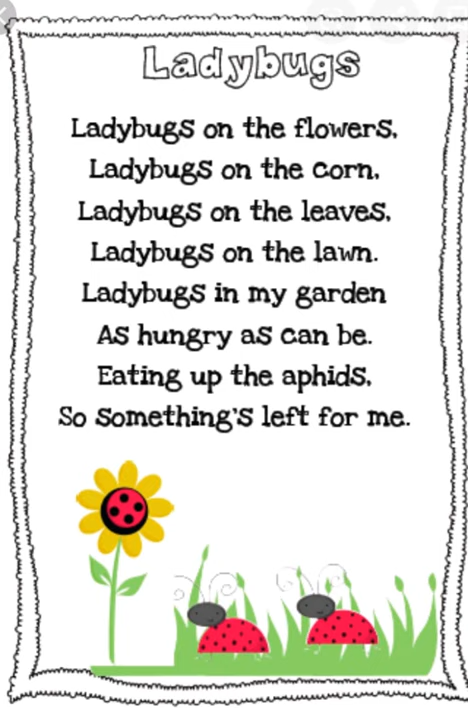 Ladybugs
Ladybugs on the flowers,
Ladybugs on the corn,
Ladybugs on the leaves,
Ladybugs on the lawn.
Ladybugs in my garden
As hungry as can be.
Eating up the aphids,
So something's left for me.